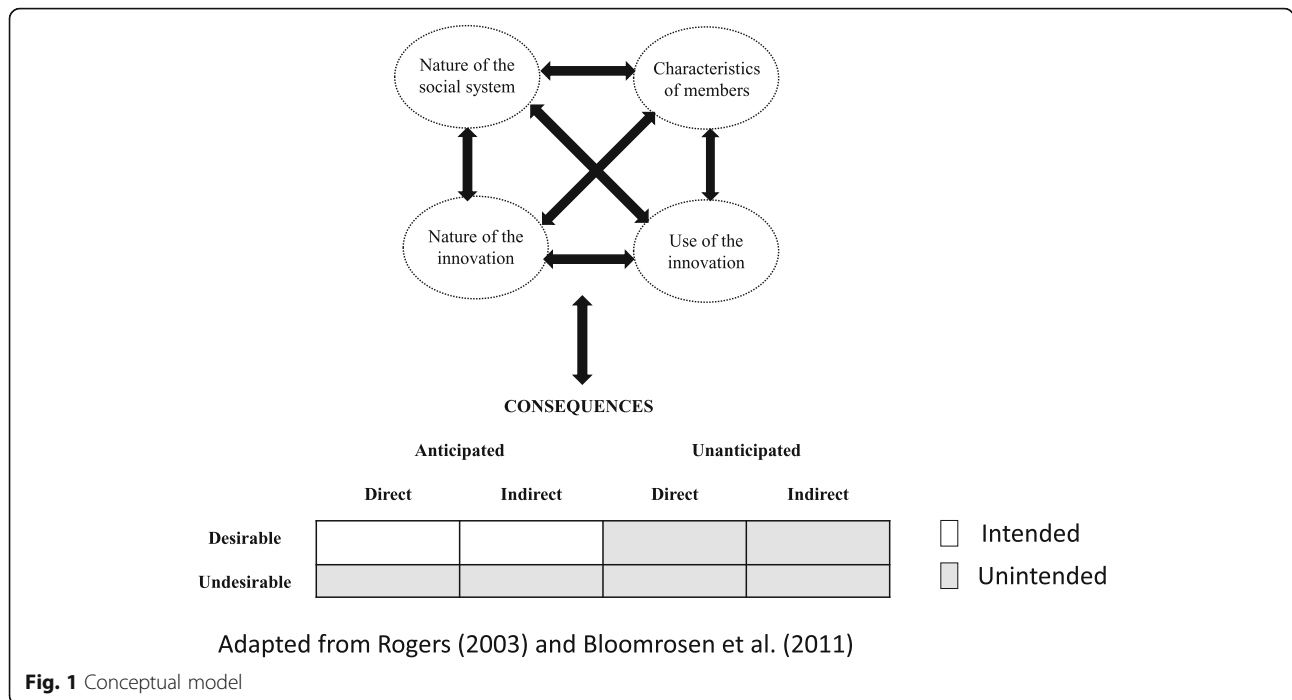 Nature of the
social system
Characteristics
of members
Nature of the
innovation
Use of the
innovation
CONSEQUENCES
Anticipated Unanticipated
Direct Indirect Direct Indirect
Desirable
Undesirable
Intended
Unintended
Adapted from Rogers (2003) and Bloomrosen et al. (2011)
Fig. 1 Conceptual model